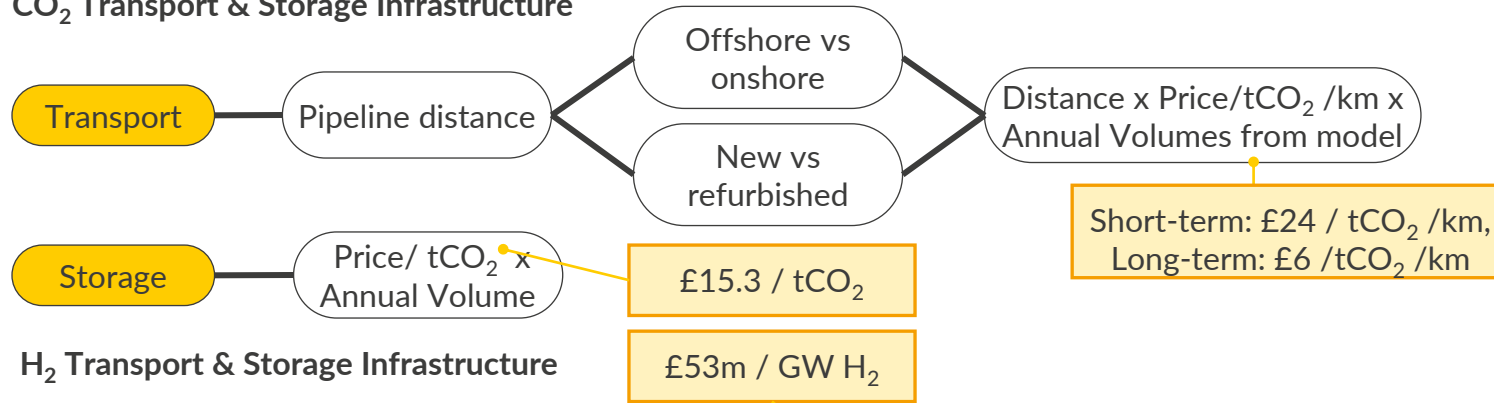 CO₂ Transport & Storage Infrastructure
Offshore vs
onshore
Transport
Pipeline distance
Distance x Price/tCO₂ /km x
Annual Volumes from model
New vs
refurbished
Short-term: £24 / tCO₂ /km,
Long-term: £6 /tCO₂ /km
Storage
Price/ tCO₂ x
Annual Volume
£15.3 / tCO₂
H₂ Transport & Storage Infrastructure
£53m / GW H₂